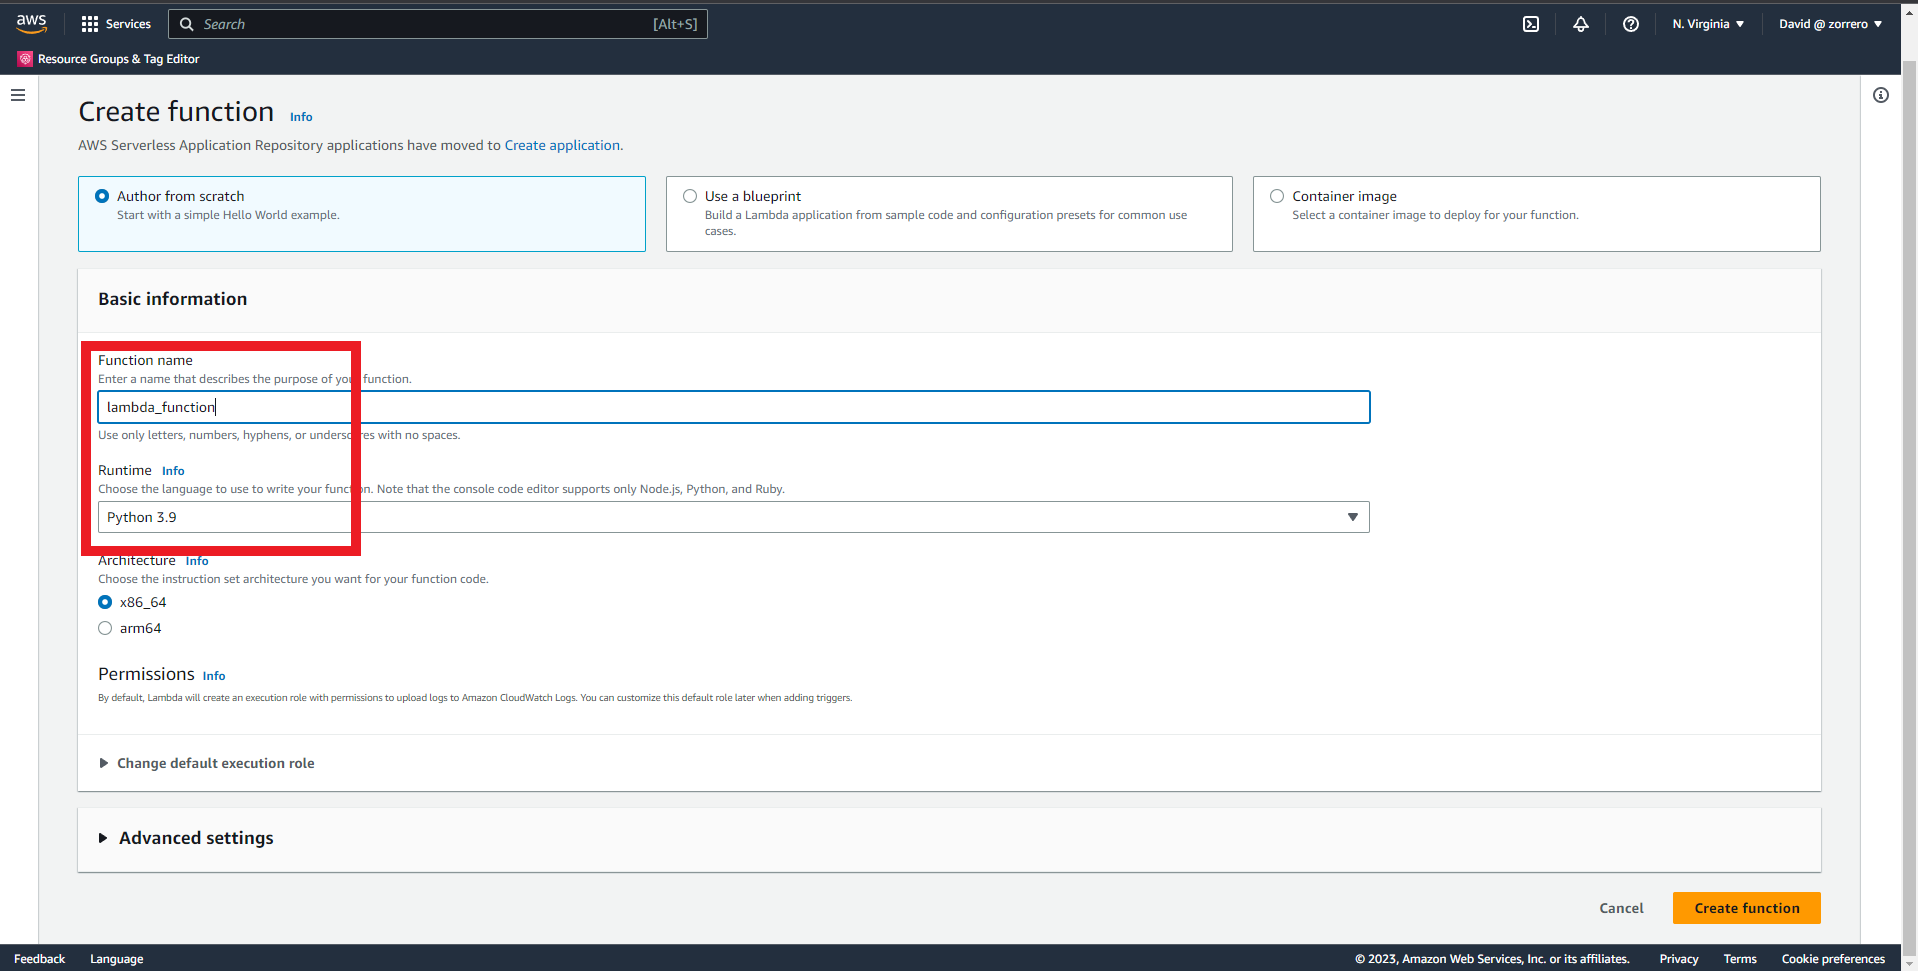 aws
Services
Search
[Alt+S]
N. Virginia
David @ zorrero
Resource Groups & Tag Editor
Create function Info
AWS Serverless Application Repository applications have moved to Create application.
Author from scratch
Start with a simple Hello World example.
Use a blueprint
Build a Lambda application from sample code and configuration presets for common use
cases.
Container image
Select a container image to deploy for your function.
Basic information
Function name
Enter a name that describes the purpose of your function.
lambda_function
Use only letters, numbers, hyphens, or underscores with no spaces.
Runtime Info
Choose the language to use to write your function. Note that the console code editor supports only Node.js, Python, and Ruby.
Python 3.9
Architecture Info
Choose the instruction set architecture you want for your function code.
x86_64
arm64
Permissions Info
By default, Lambda will create an execution role with permissions to upload logs to Amazon CloudWatch Logs. You can customize this default role later when adding triggers.
Change default execution role
Advanced settings
Cancel
Create function
Feedback
Language
© 2023, Amazon Web Services, Inc. or its affiliates.
Privacy
Terms
Cookie preferences